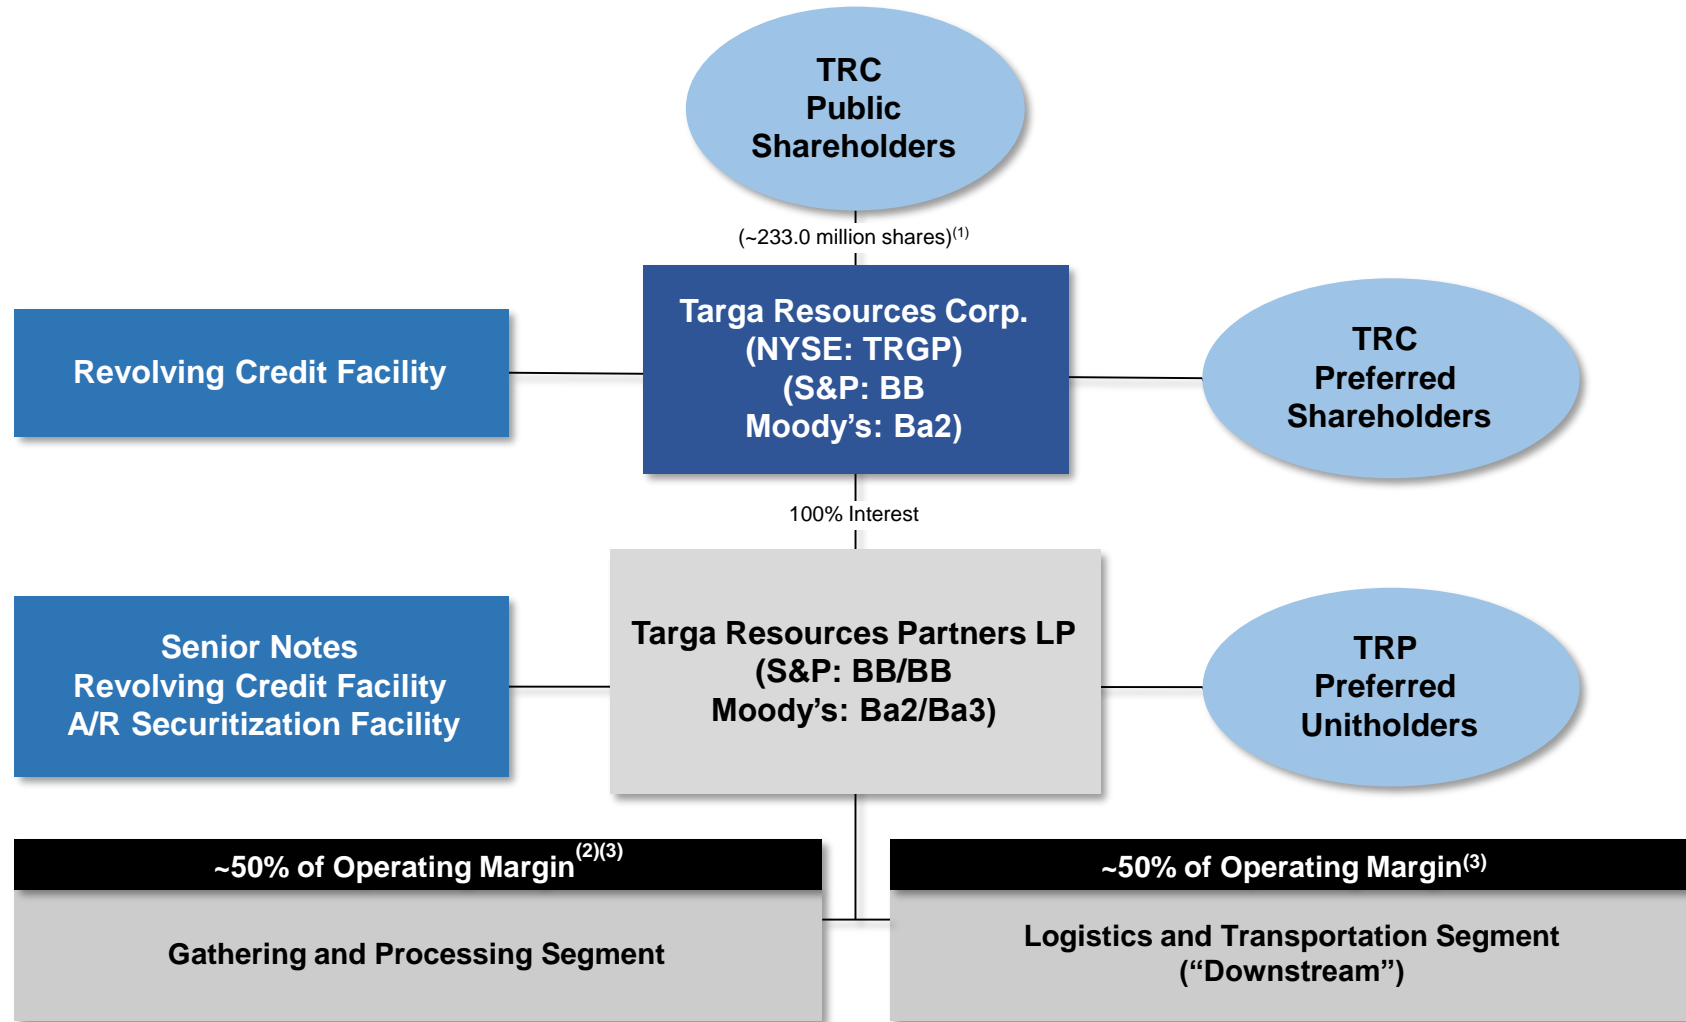 TRC
Public
Shareholders
(~233.0 million shares)(1)
Revolving Credit Facility
Targa Resources Corp.
(NYSE: TRGP)
(S&P: BB
Moody’s: Ba2)
TRC
Preferred
Shareholders
100% Interest
Senior Notes
Revolving Credit Facility
A/R Securitization Facility
Targa Resources Partners LP
(S&P: BB/BB
Moody’s: Ba2/Ba3)
TRP
Preferred
Unitholders
~50% of Operating Margin(2)(3)
Gathering and Processing Segment
~50% of Operating Margin(3)
Logistics and Transportation Segment
(“Downstream”)